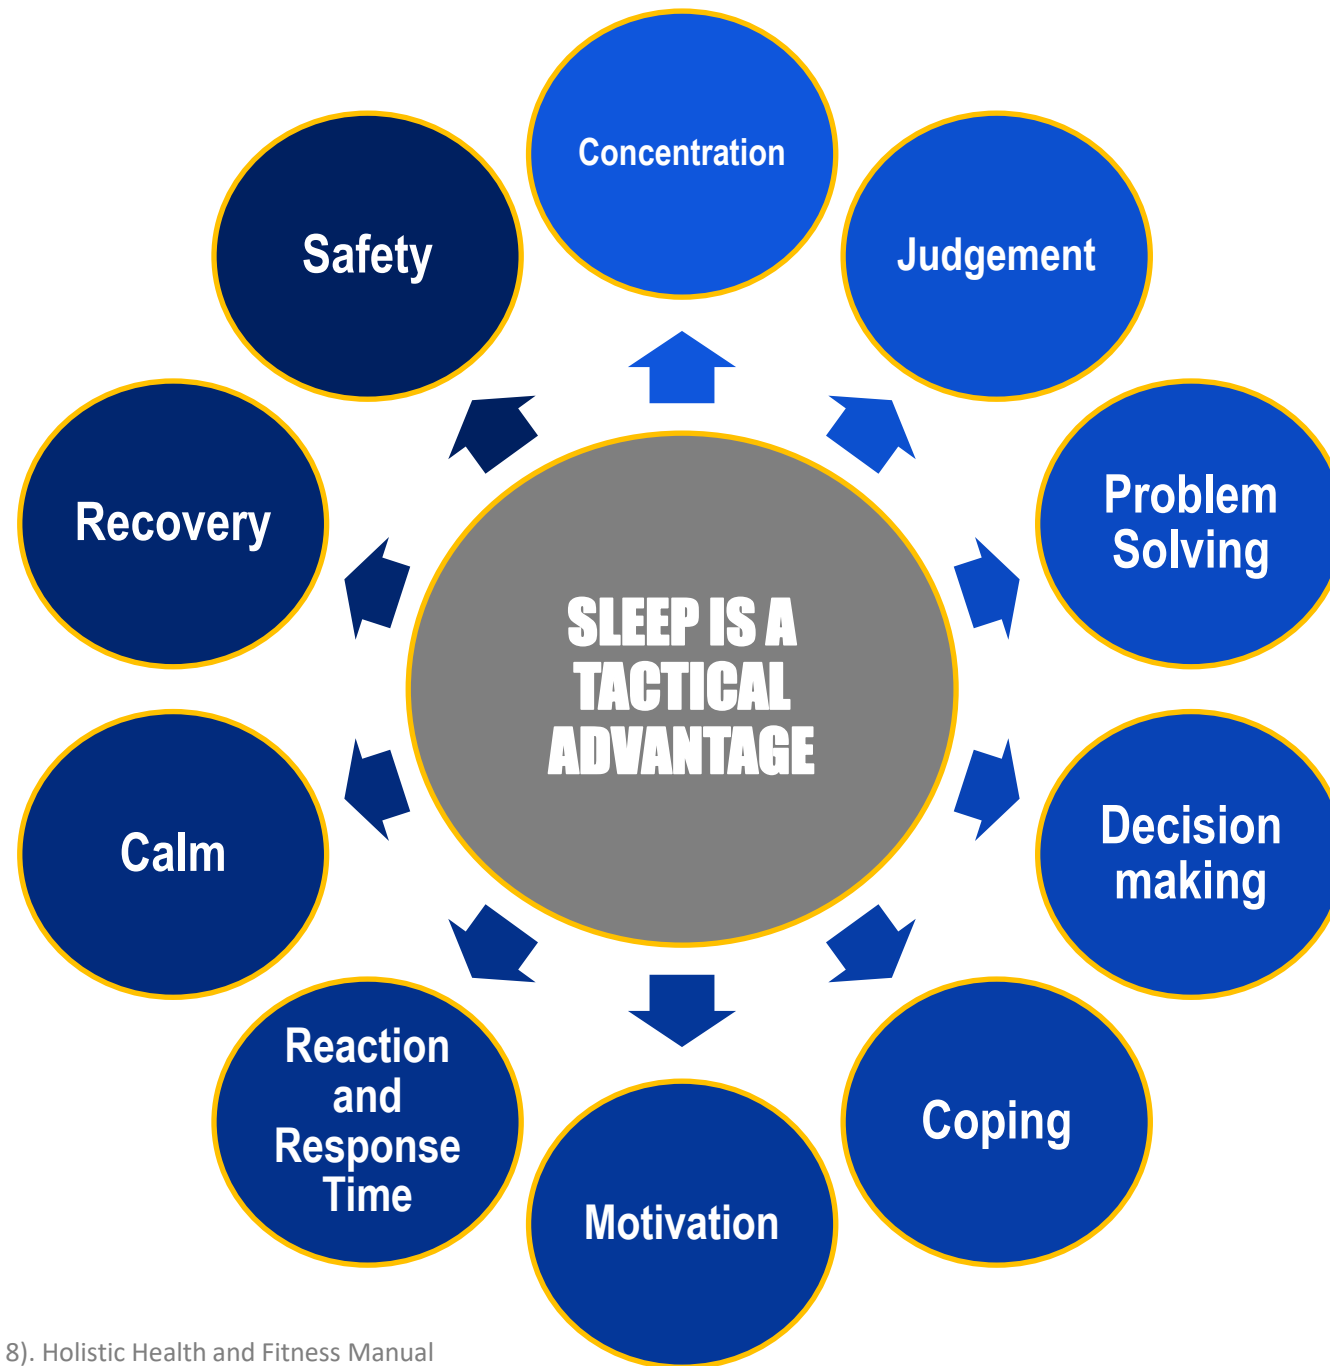 Concentration
Judgement
Problem
Solving
Decision
making
Coping
Motivation
Reaction
and
Response
Time
Calm
Recovery
Safety
SLEEP IS A
TACTICAL
ADVANTAGE
8). Holistic Health and Fitness Manual